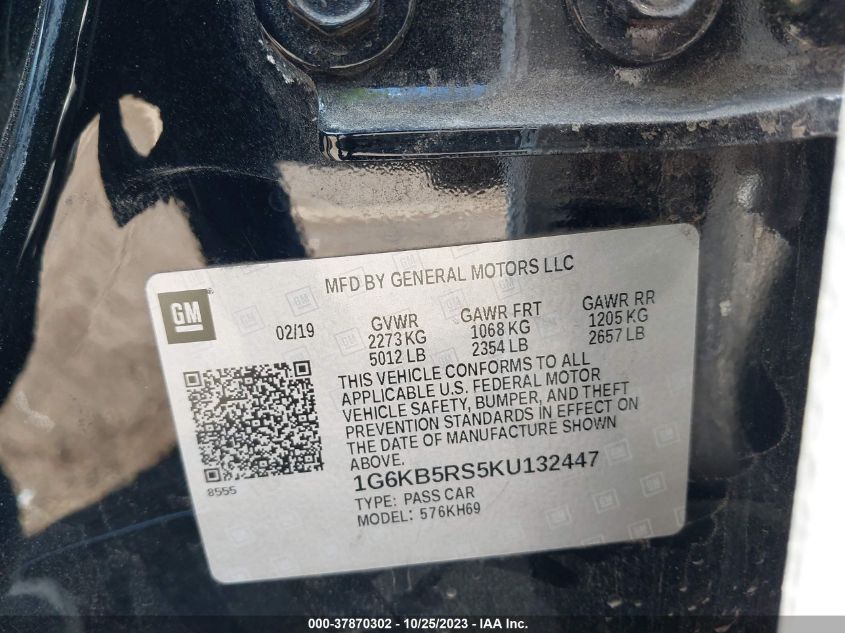 MFD BY GENERAL MOTORS LLC
GM
02/19
GVWR
2273 KG
5012 LB
GAWR FRT
1068 KG
2354 LB
GAWR RR
1205 KG
2657 LB
THIS VEHICLE CONFORMS TO ALL
APPLICABLE U.S. FEDERAL MOTOR
VEHICLE SAFETY, BUMPER, AND THEFT
PREVENTION STANDARDS IN EFFECT ON
THE DATE OF MANUFACTURE SHOWN
ABOVE.
8555
1G6KB5RS5KU132447
TYPE: PASS CAR
MODEL: 576KH69
000-37870302 - 10/25/2023 - IAA Inc.